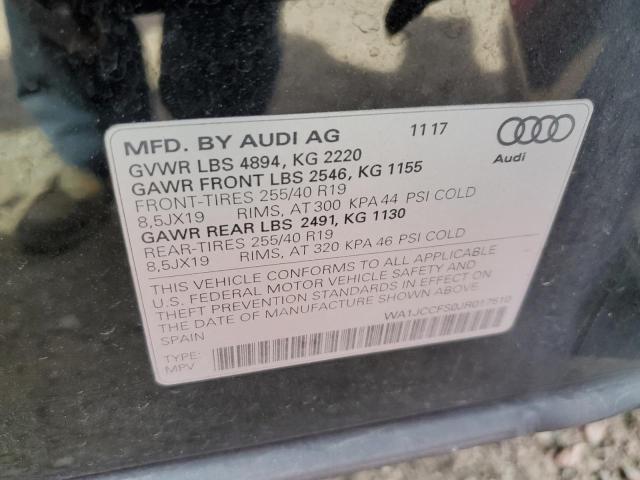 MFD. BY AUDI AG 11 17
GVWR LBS 4894, KG 2220
GAWR FRONT LBS 2546, KG 1155
FRONT-TIRES 255/40 R19
8,5JX19 RIMS, AT 300 KPA 44 PSI COLD
GAWR REAR LBS 2491, KG 1130
REAR-TIRES 255/40 R19
8,5JX19 RIMS, AT 320 KPA 46 PSI COLD
Audi
THIS VEHICLE CONFORMS TO ALL APPLICABLE
U.S. FEDERAL MOTOR VEHICLE SAFETY AND
THEFT PREVENTION STANDARDS IN EFFECT ON
THE DATE OF MANUFACTURE SHOWN ABOVE.
SPAIN
WA1JCCFS0JR017510
TYPE:
MPV